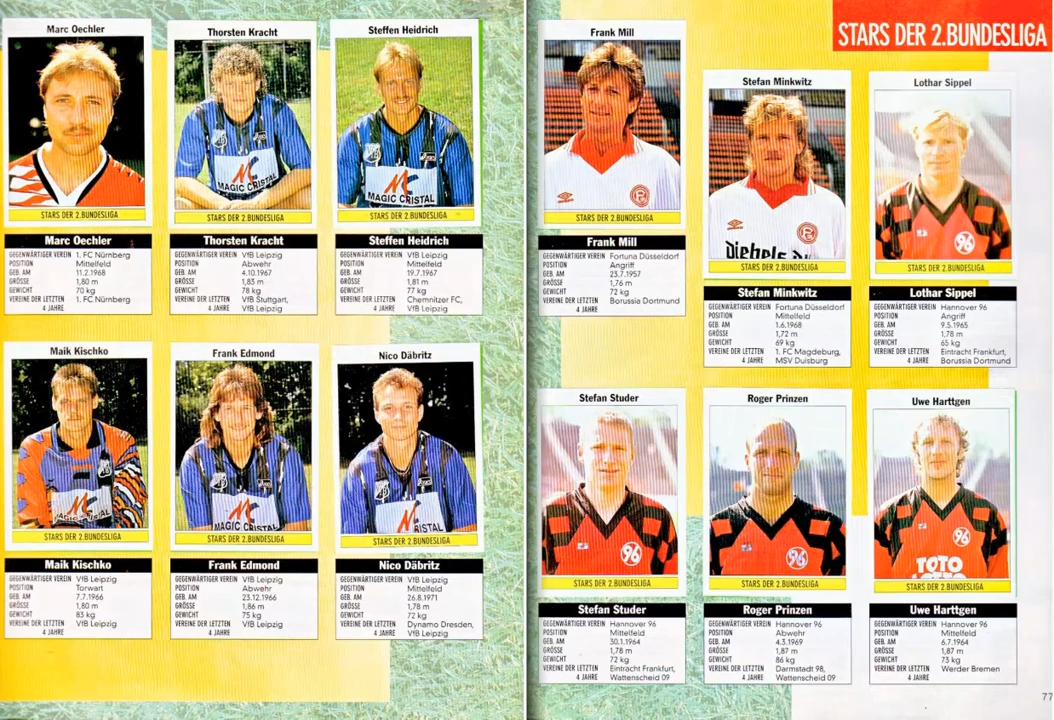 STARS DER 2.BUNDESLIGA
Marc Oechler
STARS DER 2.BUNDESLIGA
Marc Oechler
GEGENWÄRTIGER VEREIN 1. FC Nürnberg
POSITION Mittelfeld
GEB. AM 11.2.1968
GRÖSSE 1,80 m
GEWICHT 70 kg
VEREINE DER LETZTEN 1. FC Nürnberg
4 JAHRE
Thorsten Kracht
MAGIC CRISTAL
STARS DER 2.BUNDESLIGA
Thorsten Kracht
GEGENWÄRTIGER VEREIN VfB Leipzig
POSITION Abwehr
GEB. AM 4.10.1967
GRÖSSE 1,83 m
GEWICHT 78 kg
VEREINE DER LETZTEN VfB Stuttgart,
4 JAHRE VfB Leipzig
Steffen Heidrich
MAGIC CRISTAL
STARS DER 2.BUNDESLIGA
Steffen Heidrich
GEGENWÄRTIGER VEREIN VfB Leipzig
POSITION Mittelfeld
GEB. AM 19.7.1967
GRÖSSE 1,81 m
GEWICHT 77 kg
VEREINE DER LETZTEN Chemnitzer FC,
4 JAHRE VfB Leipzig
Maik Kischko
STARS DER 2.BUNDESLIGA
Maik Kischko
GEGENWÄRTIGER VEREIN VfB Leipzig
POSITION Torwart
GEB. AM 7.7.1966
GRÖSSE 1,80 m
GEWICHT 83 kg
VEREINE DER LETZTEN VfB Leipzig
4 JAHRE
Frank Edmond
MAGIC CRISTAL
STARS DER 2.BUNDESLIGA
Frank Edmond
GEGENWÄRTIGER VEREIN VfB Leipzig
POSITION Abwehr
GEB. AM 23.12.1966
GRÖSSE 1,86 m
GEWICHT 75 kg
VEREINE DER LETZTEN VfB Leipzig
4 JAHRE
Nico Däbritz
RISTAL
STARS DER 2.BUNDESLIGA
Nico Däbritz
GEGENWÄRTIGER VEREIN VfB Leipzig
POSITION Mittelfeld
GEB. AM 26.8.1971
GRÖSSE 1,78 m
GEWICHT 72 kg
VEREINE DER LETZTEN Dynamo Dresden,
4 JAHRE VfB Leipzig
Frank Mill
STARS DER 2.BUNDESLIGA
Frank Mill
GEGENWÄRTIGER VEREIN Fortuna Düsseldorf
POSITION Angriff
GEB. AM 23.7.1957
GRÖSSE 1,76 m
GEWICHT 72 kg
VEREINE DER LETZTEN Borussia Dortmund
4 JAHRE
Stefan Minkwitz
Diebels
STARS DER 2.BUNDESLIGA
Stefan Minkwitz
GEGENWÄRTIGER VEREIN Fortuna Düsseldorf
POSITION Mittelfeld
GEB. AM 1.6.1968
GRÖSSE 1,72 m
GEWICHT 69 kg
VEREINE DER LETZTEN 1. FC Magdeburg,
4 JAHRE MSV Duisburg
Lothar Sippel
96
STARS DER 2.BUNDESLIGA
Lothar Sippel
GEGENWÄRTIGER VEREIN Hannover 96
POSITION Angriff
GEB. AM 9.5.1965
GRÖSSE 1,78 m
GEWICHT 65 kg
VEREINE DER LETZTEN Eintracht Frankfurt,
4 JAHRE Borussia Dortmund
Stefan Studer
96
STARS DER 2.BUNDESLIGA
Stefan Studer
GEGENWÄRTIGER VEREIN Hannover 96
POSITION Mittelfeld
GEB. AM 30.1.1964
GRÖSSE 1,78 m
GEWICHT 72 kg
VEREINE DER LETZTEN Eintracht Frankfurt,
4 JAHRE Wattenscheid 09
Roger Prinzen
96
STARS DER 2.BUNDESLIGA
Roger Prinzen
GEGENWÄRTIGER VEREIN Hannover 96
POSITION Abwehr
GEB. AM 4.3.1969
GRÖSSE 1,87 m
GEWICHT 86 kg
VEREINE DER LETZTEN Darmstadt 98,
4 JAHRE Wattenscheid 09
Uwe Harttgen
96
TOTO
STARS DER 2.BUNDESLIGA
Uwe Harttgen
GEGENWÄRTIGER VEREIN Hannover 96
POSITION Mittelfeld
GEB. AM 6.7.1964
GRÖSSE 1,87 m
GEWICHT 73 kg
VEREINE DER LETZTEN Werder Bremen
4 JAHRE
77